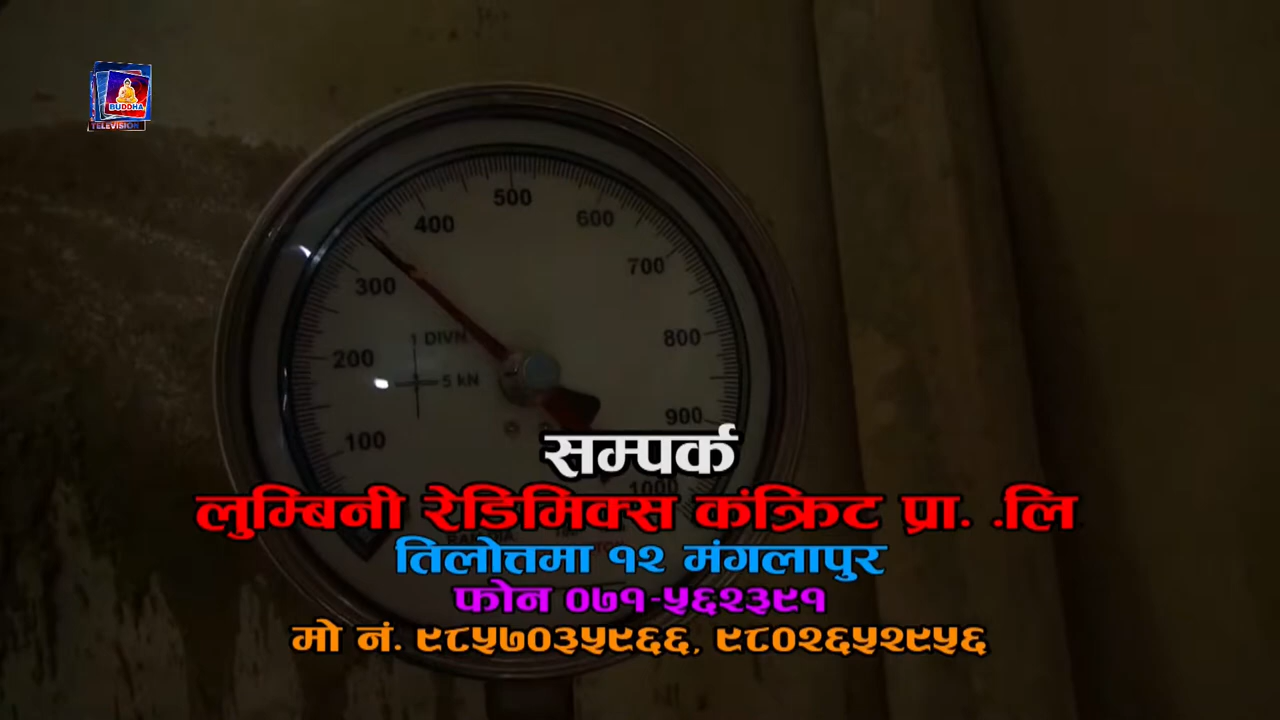 BUDDHA
TELEVISION
500
400
600
300
700
1 DIVN.
800
200
5 kN
900
100
1000
सम्पर्क
लुम्बिनी रेडिमिक्स कंक्रिट प्रा. .लि
तिलोत्तमा १२ मंगलापुर
फोन ०७१-५६२३९१
मो नं. ९८५७०३५९६६, ९८०२६५२९५६